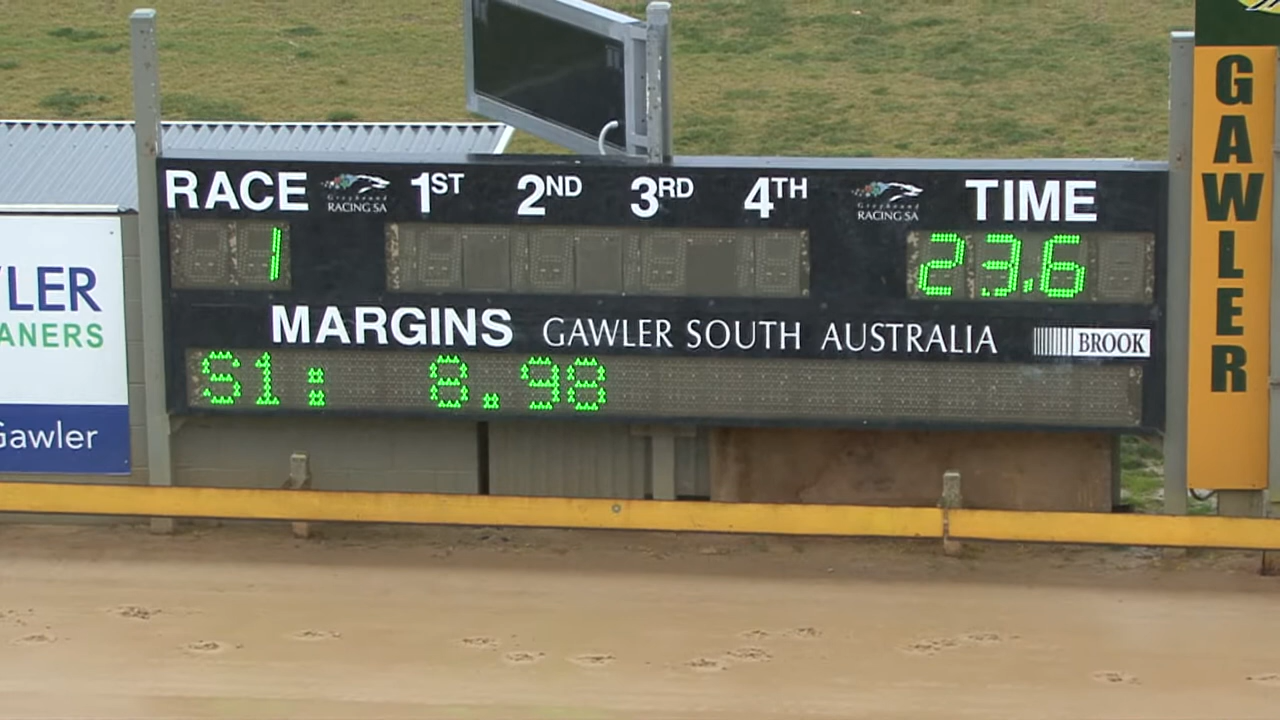 RACE Greyhound RACING SA 1ST 2ND 3RD 4TH Greyhound RACING SA TIME
1 23.6
MARGINS GAWLER SOUTH AUSTRALIA BROOK
S1: 8.98
LER
ANERS
Gawler
GAWLER